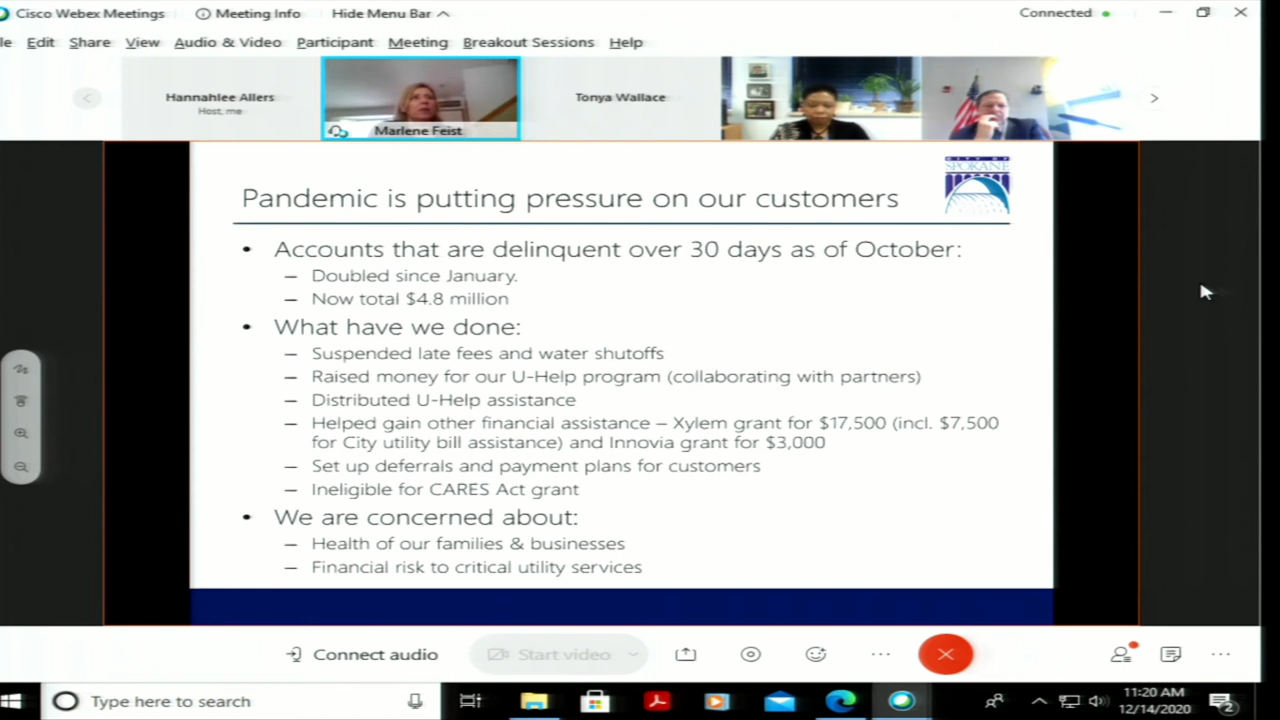 Cisco Webex Meetings
Meeting Info
Hide Menu Bar
Connected
le Edit Share View Audio & Video Participant Meeting Breakout Sessions Help
Hannahlee Allers
Host, me
Marlene Feist
Tonya Wallace
CITY OF
SPOKANE
Pandemic is putting pressure on our customers
• Accounts that are delinquent over 30 days as of October:
– Doubled since January.
– Now total $4.8 million
• What have we done:
– Suspended late fees and water shutoffs
– Raised money for our U-Help program (collaborating with partners)
– Distributed U-Help assistance
– Helped gain other financial assistance – Xylem grant for $17,500 (incl. $7,500
for City utility bill assistance) and Innovia grant for $3,000
– Set up deferrals and payment plans for customers
– Ineligible for CARES Act grant
• We are concerned about:
– Health of our families & businesses
– Financial risk to critical utility services
Connect audio
Start video
Type here to search
11:20 AM
12/14/2020
2